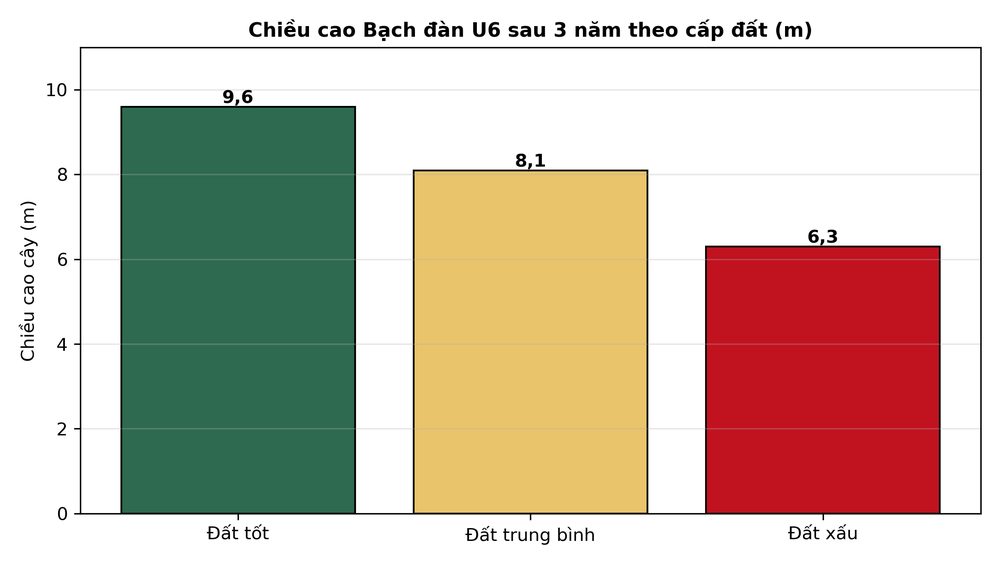 Chiều cao Bạch đàn U6 sau 3 năm theo cấp đất (m)
Chiều cao cây (m)
10
8
6
4
2
0
9,6
8,1
6,3
Đất tốt
Đất trung bình
Đất xấu